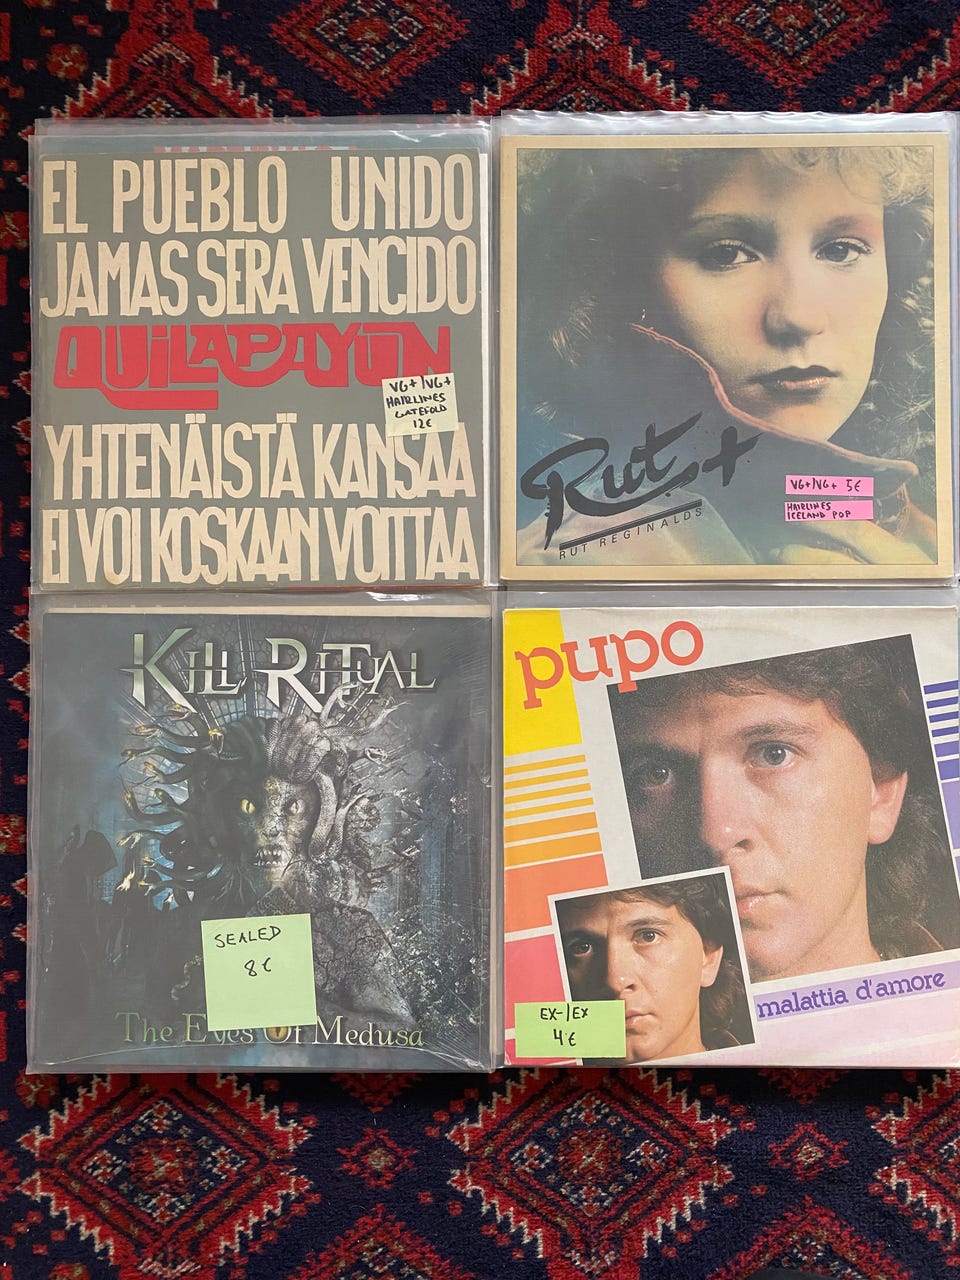 EL PUEBLO UNIDO
JAMAS SERA VENCIDO
QUILAPAYUN
VG+/VG+
HAIRLINES
GATEFOLD
12€
YHTENÄISTÄ KANSAA
EI VOI KOSKAAN VOITTAA
Rut+
RUT REGINALDS
VG+/VG+ 5€
HAIRLINES
ICELAND POP
KILL RITUAL
SEALED
8€
The Eyes Of Medusa
pupo
malattia d'amore
EX-/EX
4€